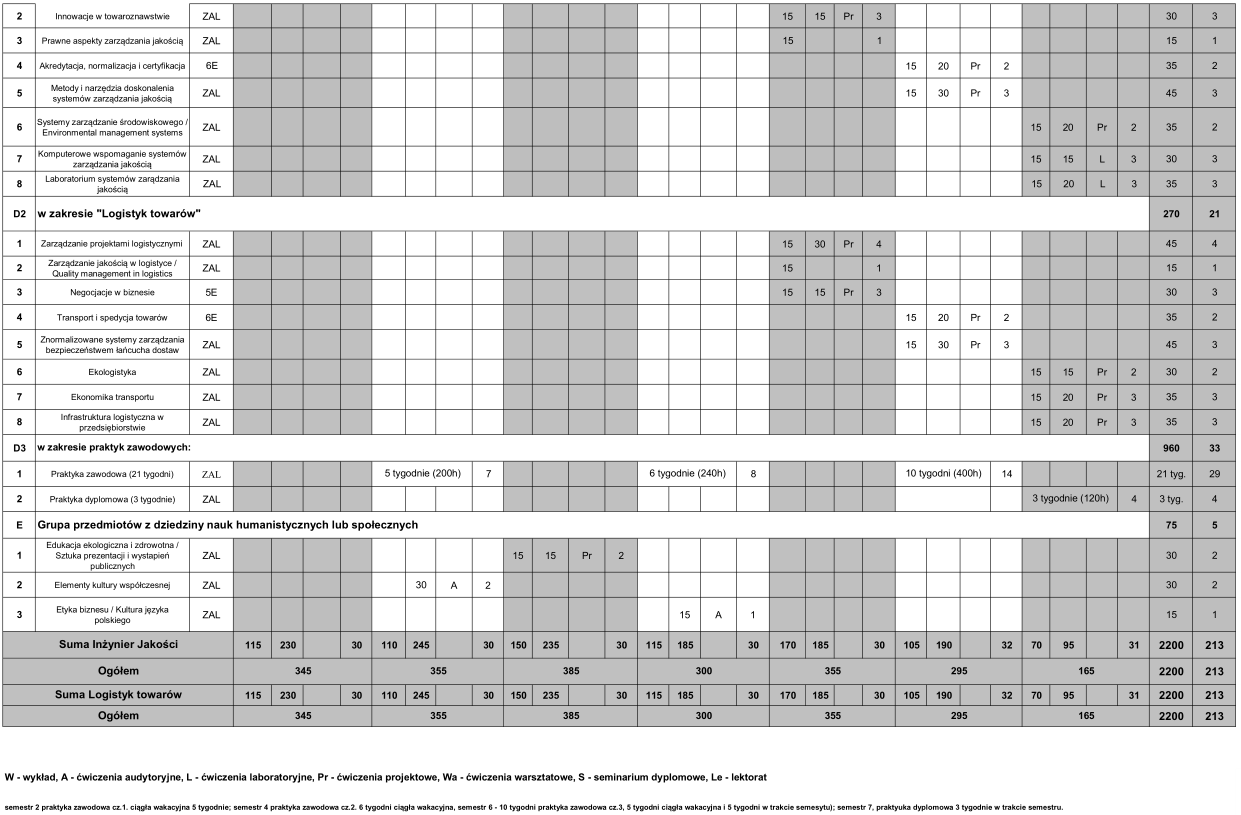 2 Innowacje w towaroznawstwie ZAL 15 15 Pr 3 30 3
3 Prawne aspekty zarządzania jakością ZAL 15 1 15 1
4 Akredytacja, normalizacja i certyfikacja 6E 15 20 Pr 2 35 2
5 Metody i narzędzia doskonalenia
systemów zarządzania jakością ZAL 15 30 Pr 3 45 3
6 Systemy zarządzanie środowiskowego /
Environmental management systems ZAL 15 20 Pr 2 35 2
7 Komputerowe wspomaganie systemów
zarządzania jakością ZAL 15 15 L 3 30 3
8 Laboratorium systemów zarądzania
jakością ZAL 15 20 L 3 35 3
D2 w zakresie "Logistyk towarów" 270 21
1 Zarządzanie projektami logistycznymi ZAL 15 30 Pr 4 45 4
2 Zarządzanie jakością w logistyce /
Quality management in logistics ZAL 15 1 15 1
3 Negocjacje w biznesie 5E 15 15 Pr 3 30 3
4 Transport i spedycja towarów 6E 15 20 Pr 2 35 2
5 Znormalizowane systemy zarządzania
bezpieczeństwem łańcucha dostaw ZAL 15 30 Pr 3 45 3
6 Ekologistyka ZAL 15 15 Pr 2 30 2
7 Ekonomika transportu ZAL 15 20 Pr 3 35 3
8 Infrastruktura logistyczna w
przedsiębiorstwie ZAL 15 20 Pr 3 35 3
D3 w zakresie praktyk zawodowych: 960 33
1 Praktyka zawodowa (21 tygodni) ZAL 5 tygodnie (200h) 7 6 tygodnie (240h) 8 10 tygodni (400h) 14 21 tyg. 29
2 Praktyka dyplomowa (3 tygodnie) ZAL 3 tygodnie (120h) 4 3 tyg. 4
E Grupa przedmiotów z dziedziny nauk humanistycznych lub społecznych 75 5
1 Edukacja ekologiczna i zdrowotna /
Sztuka prezentacji i wystąpień
publicznych ZAL 15 15 Pr 2 30 2
2 Elementy kultury współczesnej ZAL 30 A 2 30 2
3 Etyka biznesu / Kultura języka
polskiego ZAL 15 A 1 15 1
Suma Inżynier Jakości 115 230 30 110 245 30 150 235 30 115 185 30 170 185 30 105 190 32 70 95 31 2200 213
Ogółem 345 355 385 300 355 295 165 2200 213
Suma Logistyk towarów 115 230 30 110 245 30 150 235 30 115 185 30 170 185 30 105 190 32 70 95 31 2200 213
Ogółem 345 355 385 300 355 295 165 2200 213
W - wykład, A - ćwiczenia audytoryjne, L - ćwiczenia laboratoryjne, Pr - ćwiczenia projektowe, Wa - ćwiczenia warsztatowe, S - seminarium dyplomowe, Le - lektorat
semestr 2 praktyka zawodowa cz.1. ciągła wakacyjna 5 tygodnie; semestr 4 praktyka zawodowa cz.2. 6 tygodni ciągła wakacyjna, semestr 6 - 10 tygodni praktyka zawodowa cz.3, 5 tygodni ciągła wakacyjna i 5 tygodni w trakcie semesytu); semestr 7, praktyuka dyplomowa 3 tygodnie w trakcie semestru.